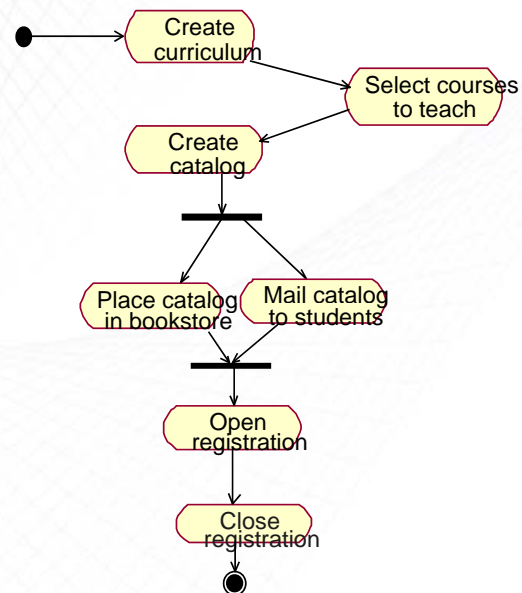 Create
curriculum
Select courses
to teach
Create
catalog
Place catalog
in bookstore
Mail catalog
to students
Open
registration
Close
registration